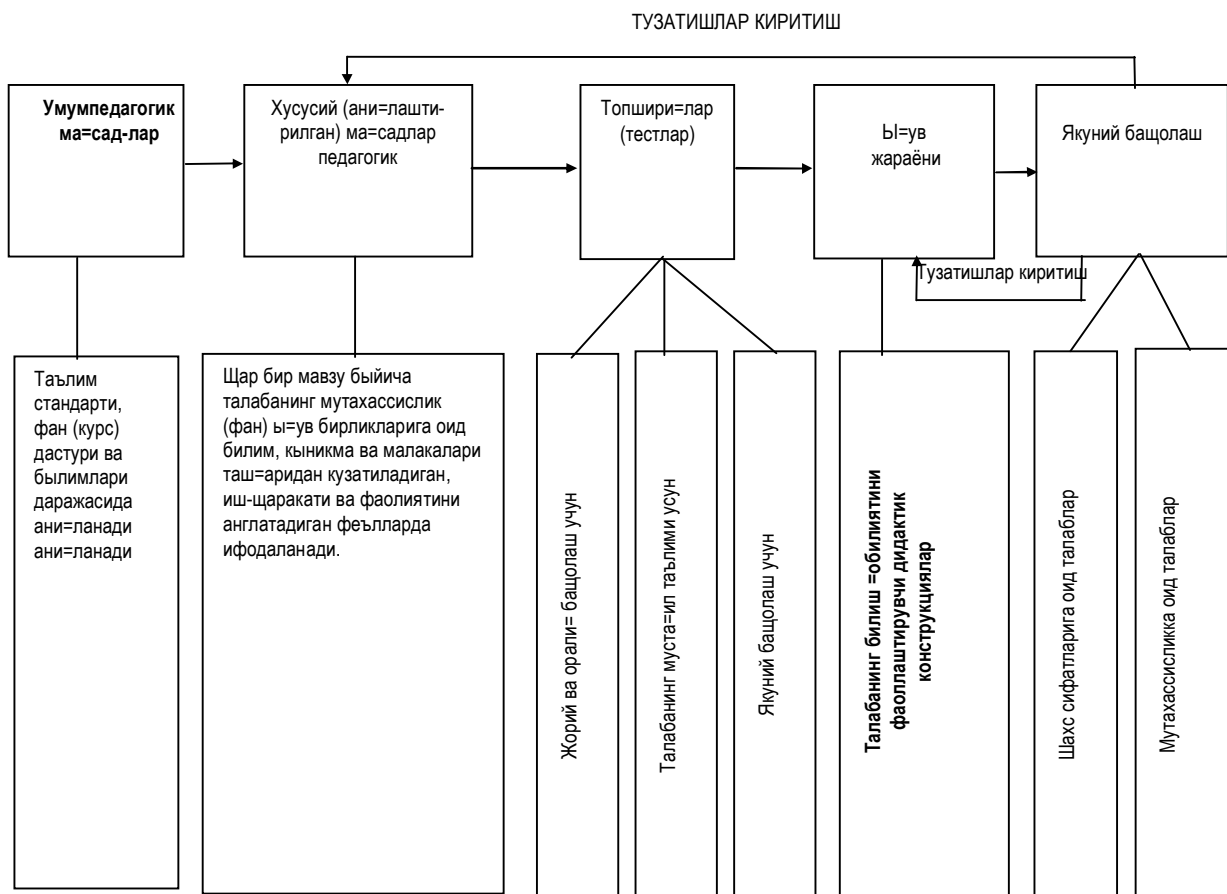 ТУЗАТИШЛАР КИРИТИШ
Умумпедагогик
ма=сад-лар
Хусусий (ани=лашти-
рилган) ма=садлар
педагогик
Топшири=лар
(тестлар)
Ы=ув
жараёни
Якуний бащолаш
Тузатишлар киритиш
Таълим
стандарти,
фан (курс)
дастури ва
былимлари
даражасида
ани=ланади
ани=ланади
Щар бир мавзу быйича
талабанинг мутахассислик
(фан) ы=ув бирликларига оид
билим, кыникма ва малакалари
таш=аридан кузатиладиган,
иш-щаракати ва фаолиятини
англатадиган феълларда
ифодаланади.
Жорий ва орали= бащолаш учун
Талабанинг муста=ил таълими усун
Якуний бащолаш учун
Талабанинг билиш =обилиятини
фаоллаштирувчи дидактик
конструкциялар
Шахс сифатларига оид талаблар
Мутахассисликка оид талаблар